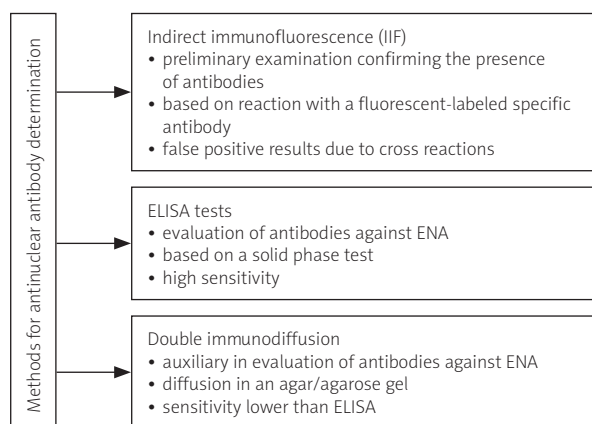 Methods for antinuclear antibody determination
Indirect immunofluorescence (IIF)
• preliminary examination confirming the presence
of antibodies
• based on reaction with a fluorescent-labeled specific
antibody
• false positive results due to cross reactions
ELISA tests
• evaluation of antibodies against ENA
• based on a solid phase test
• high sensitivity
Double immunodiffusion
• auxiliary in evaluation of antibodies against ENA
• diffusion in an agar/agarose gel
• sensitivity lower than ELISA